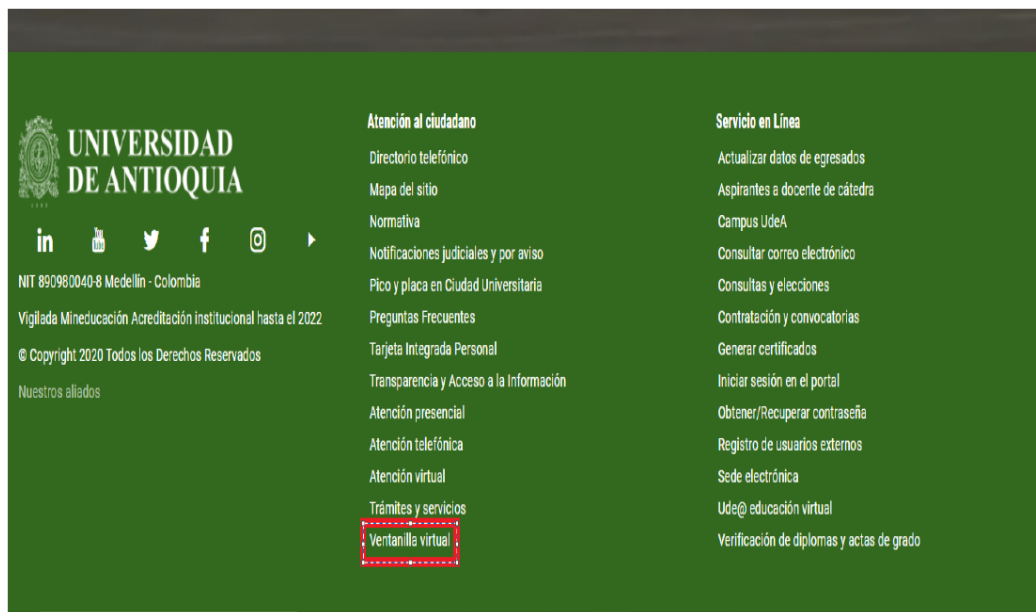 UNIVERSIDAD
DE ANTIOQUIA
NIT 890980040-8 Medellín - Colombia
Vigilada Mineducación Acreditación institucional hasta el 2022
© Copyright 2020 Todos los Derechos Reservados
Nuestros aliados
Atención al ciudadano
Directorio telefónico
Mapa del sitio
Normativa
Notificaciones judiciales y por aviso
Pico y placa en Ciudad Universitaria
Preguntas Frecuentes
Tarjeta Integrada Personal
Transparencia y Acceso a la Información
Atención presencial
Atención telefónica
Atención virtual
Trámites y servicios
Ventanilla virtual
Servicio en Línea
Actualizar datos de egresados
Aspirantes a docente de cátedra
Campus UdeA
Consultar correo electrónico
Consultas y elecciones
Contratación y convocatorias
Generar certificados
Iniciar sesión en el portal
Obtener/Recuperar contraseña
Registro de usuarios externos
Sede electrónica
Ude@ educación virtual
Verificación de diplomas y actas de grado